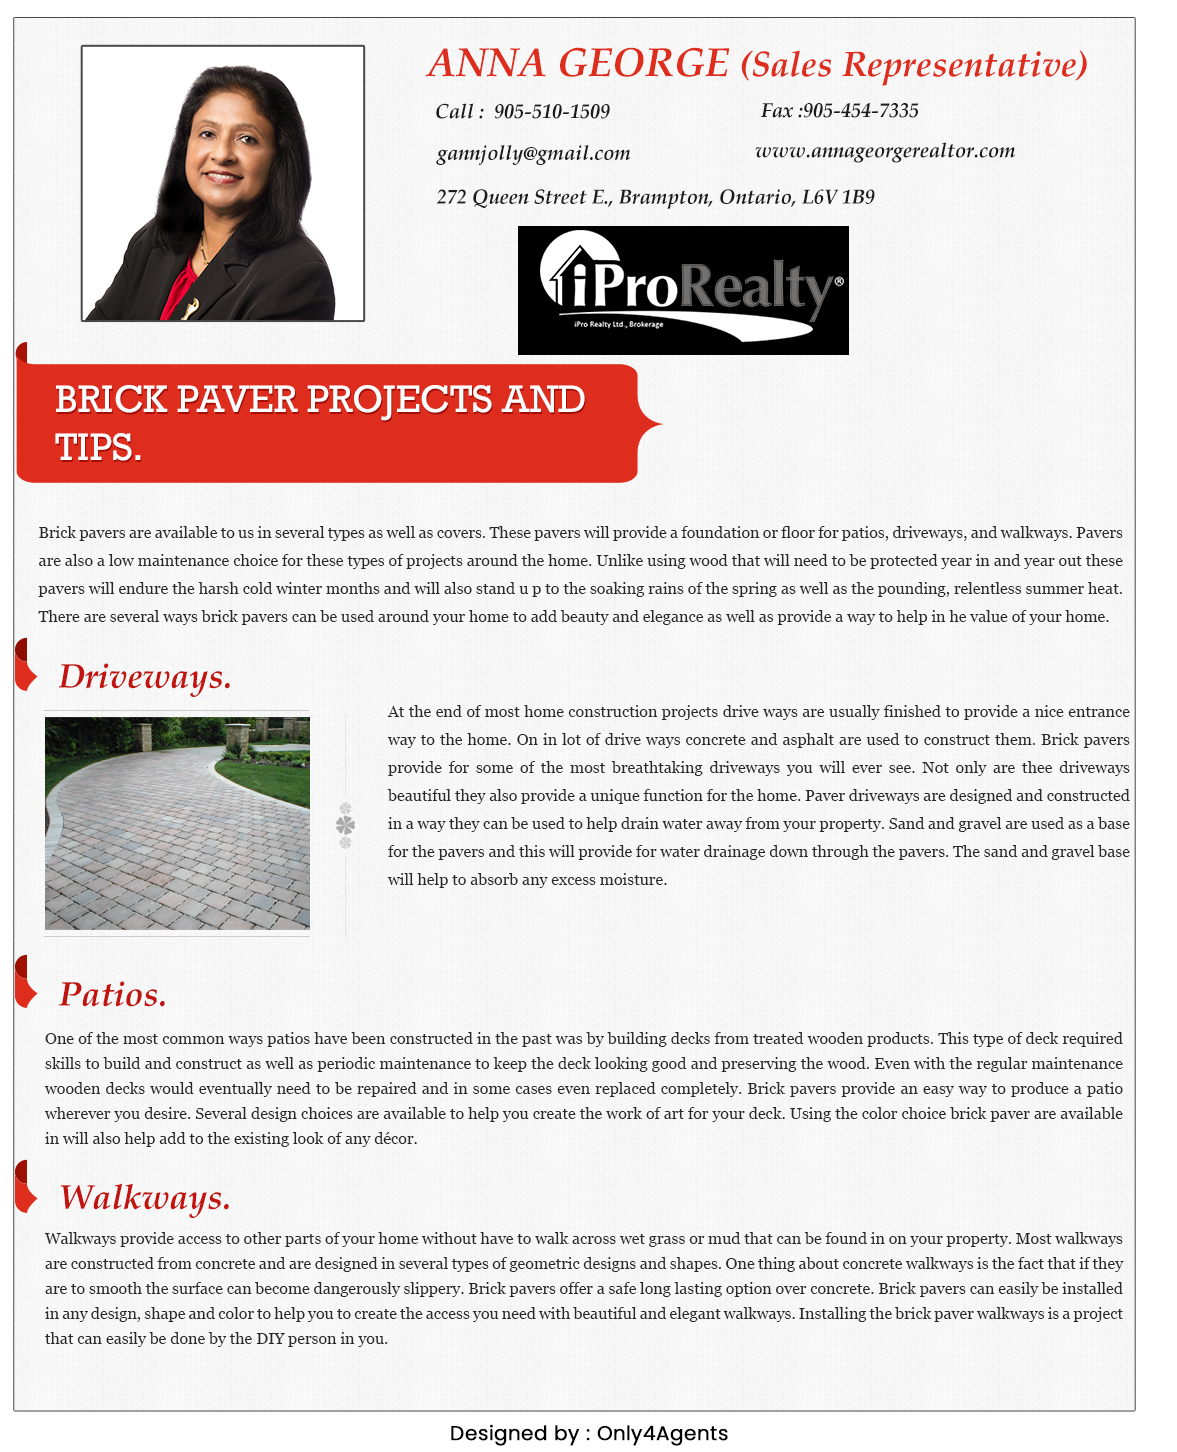 ANNA GEORGE (Sales Representative)
Call : 905-510-1509
Fax :905-454-7335
gannjolly@gmail.com
www.annageorgerealtor.com
272 Queen Street E., Brampton, Ontario, L6V 1B9
iProRealty®
iPro Realty Ltd., Brokerage
BRICK PAVER PROJECTS AND
TIPS.
Brick pavers are available to us in several types as well as covers. These pavers will provide a foundation or floor for patios, driveways, and walkways. Pavers
are also a low maintenance choice for these types of projects around the home. Unlike using wood that will need to be protected year in and year out these
pavers will endure the harsh cold winter months and will also stand u p to the soaking rains of the spring as well as the pounding, relentless summer heat.
There are several ways brick pavers can be used around your home to add beauty and elegance as well as provide a way to help in he value of your home.
Driveways.
At the end of most home construction projects drive ways are usually finished to provide a nice entrance
way to the home. On in lot of drive ways concrete and asphalt are used to construct them. Brick pavers
provide for some of the most breathtaking driveways you will ever see. Not only are thee driveways
beautiful they also provide a unique function for the home. Paver driveways are designed and constructed
in a way they can be used to help drain water away from your property. Sand and gravel are used as a base
for the pavers and this will provide for water drainage down through the pavers. The sand and gravel base
will help to absorb any excess moisture.
Patios.
One of the most common ways patios have been constructed in the past was by building decks from treated wooden products. This type of deck required
skills to build and construct as well as periodic maintenance to keep the deck looking good and preserving the wood. Even with the regular maintenance
wooden decks would eventually need to be repaired and in some cases even replaced completely. Brick pavers provide an easy way to produce a patio
wherever you desire. Several design choices are available to help you create the work of art for your deck. Using the color choice brick paver are available
in will also help add to the existing look of any décor.
Walkways.
Walkways provide access to other parts of your home without have to walk across wet grass or mud that can be found in on your property. Most walkways
are constructed from concrete and are designed in several types of geometric designs and shapes. One thing about concrete walkways is the fact that if they
are to smooth the surface can become dangerously slippery. Brick pavers offer a safe long lasting option over concrete. Brick pavers can easily be installed
in any design, shape and color to help you to create the access you need with beautiful and elegant walkways. Installing the brick paver walkways is a project
that can easily be done by the DIY person in you.
Designed by : Only4Agents